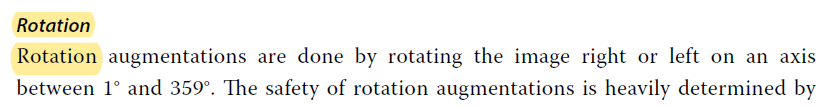 Rotation
Rotation augmentations are done by rotating the image right or left on an axis
between 1° and 359°. The safety of rotation augmentations is heavily determined by